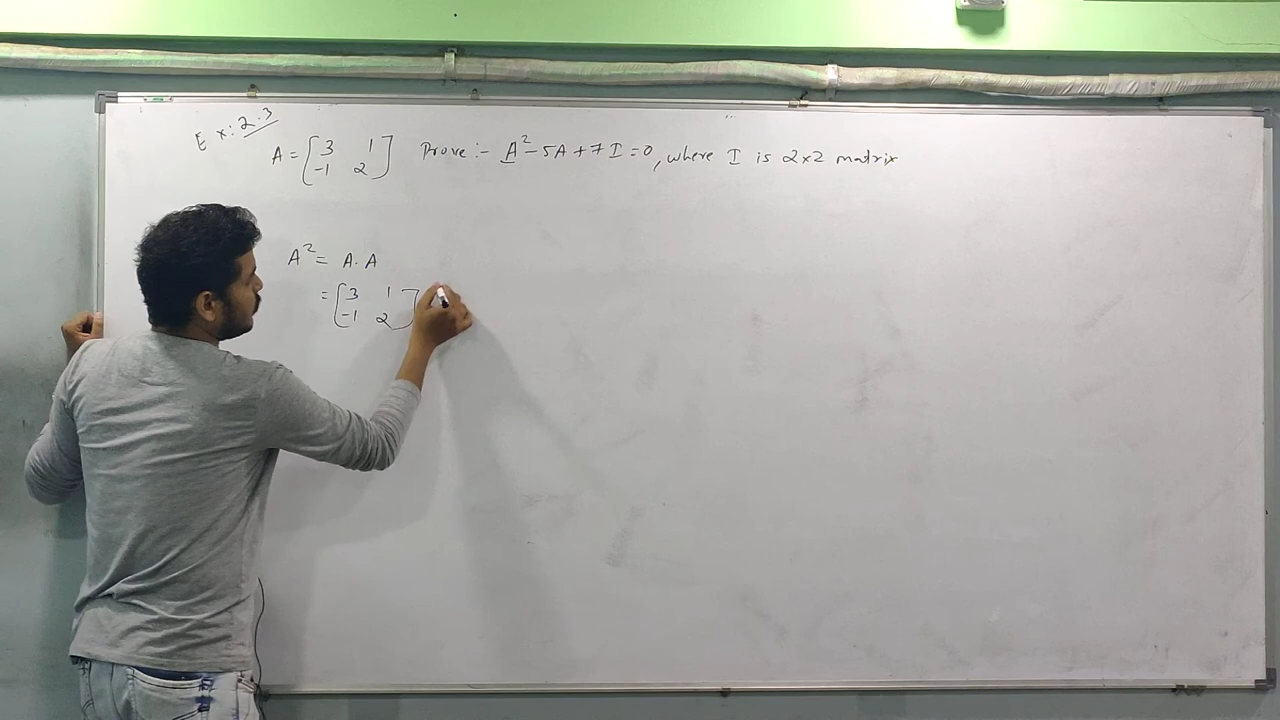 Ex: 2.3
A = [3 1 Prove :- A² - 5A + 7I = 0, where I is 2x2 matrix
-1 2]
A² = A. A
= [3 1
-1 2]